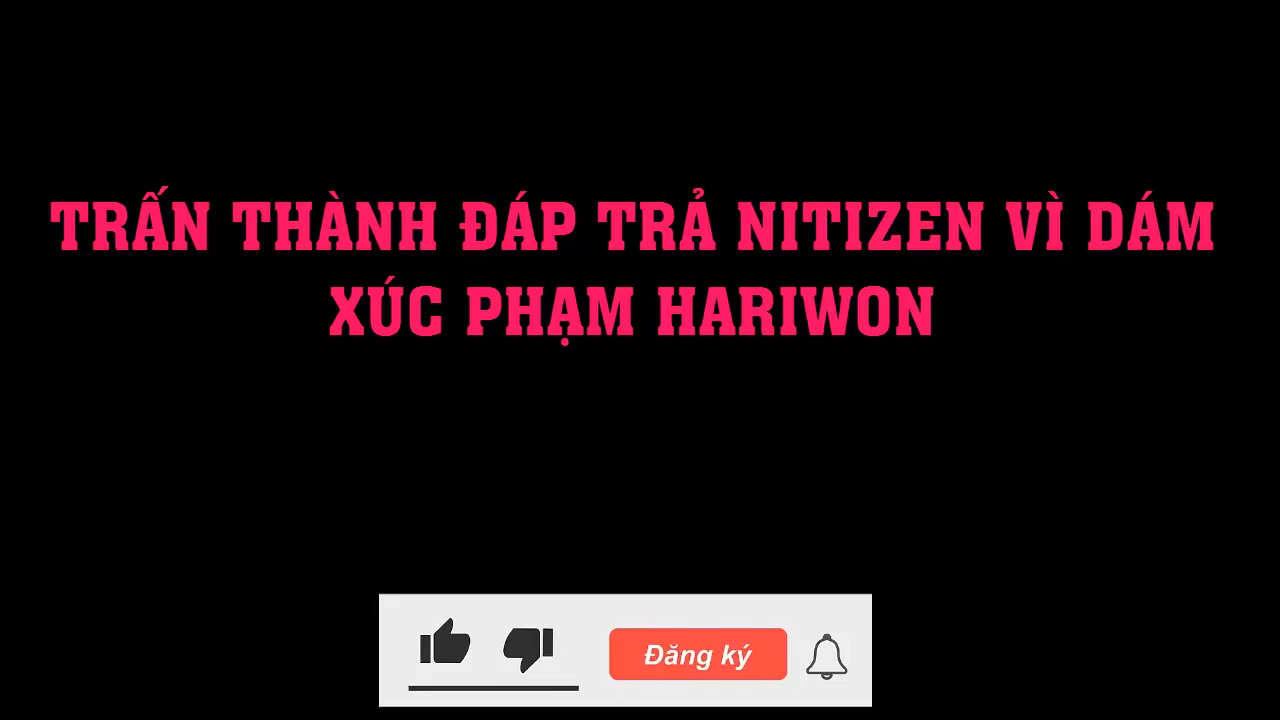 TRẤN THÀNH ĐÁP TRẢ NITIZEN VÌ DÁM
XÚC PHẠM HARIWON
Đăng ký